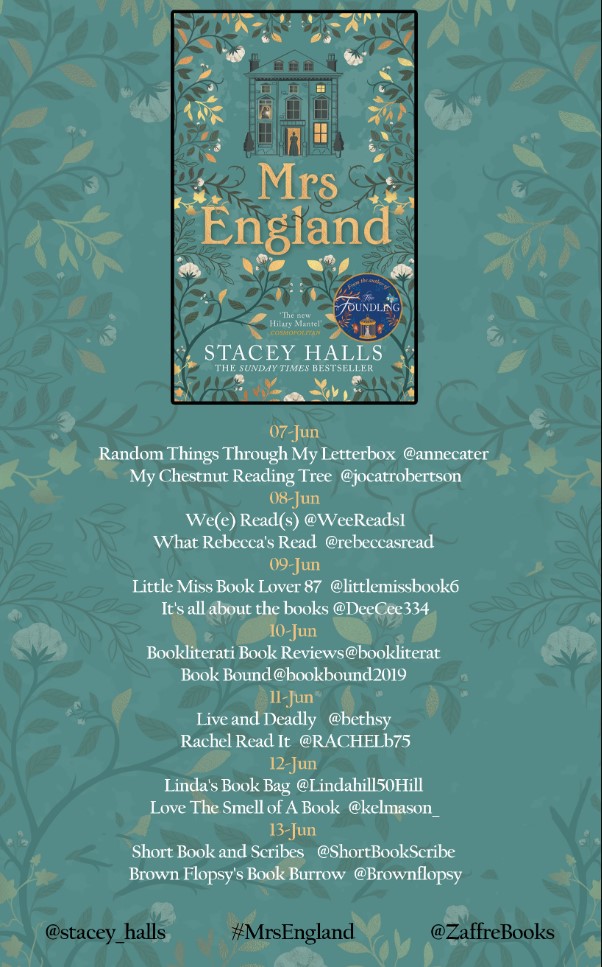 Mrs
England
From the author of
The
FOUNDLING
'The new
Hilary Mantel'
COSMOPOLITAN
STACEY HALLS
THE SUNDAY TIMES BESTSELLER
07-Jun
Random Things Through My Letterbox @annecater
My Chestnut Reading Tree @jocatrobertson
08-Jun
We(e) Read(s) @WeeReads1
What Rebecca's Read @rebeccasread
09-Jun
Little Miss Book Lover 87 @littlemissbook6
It's all about the books @DeeCee334
10-Jun
Bookliterati Book Reviews@bookliterat
Book Bound@bookbound2019
11-Jun
Live and Deadly @bethsy
Rachel Read It @RACHELb75
12-Jun
Linda's Book Bag @Lindahill50Hill
Love The Smell of A Book @kelmason_
13-Jun
Short Book and Scribes @ShortBookScribe
Brown Flopsy's Book Burrow @Brownflopsy
@stacey_halls #MrsEngland @ZaffreBooks